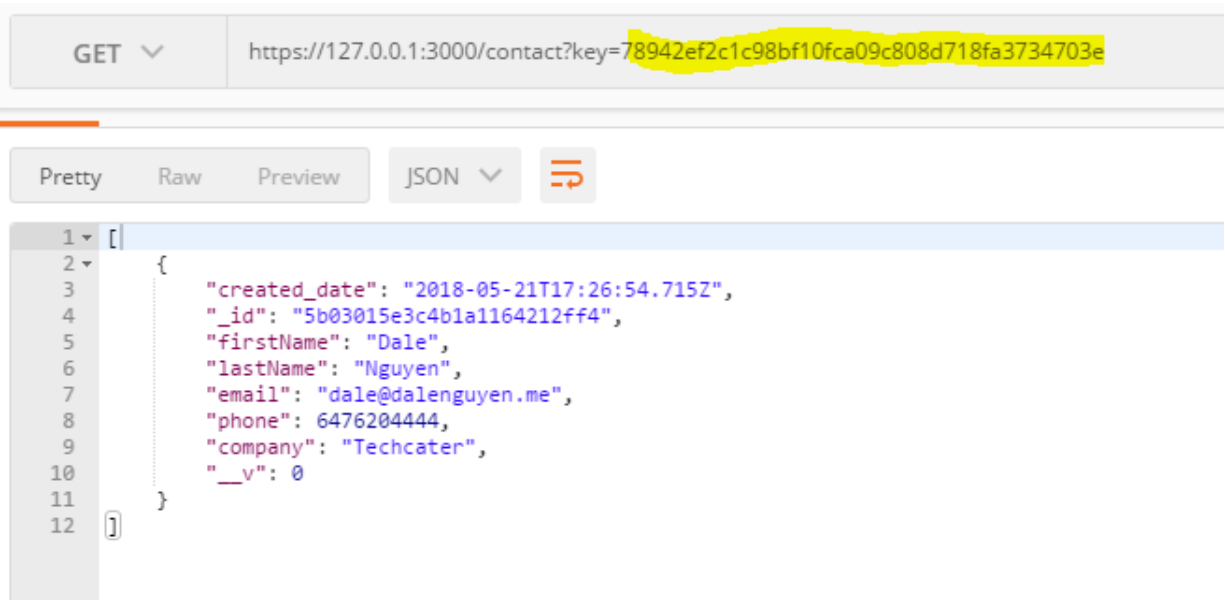 GET https://127.0.0.1:3000/contact?key=78942ef2c1c98bf10fca09c808d718fa3734703e
Pretty Raw Preview JSON
1 [
2 {
3 "created_date": "2018-05-21T17:26:54.715Z",
4 "_id": "5b03015e3c4b1a1164212ff4",
5 "firstName": "Dale",
6 "lastName": "Nguyen",
7 "email": "dale@dalenguyen.me",
8 "phone": 6476204444,
9 "company": "Techcater",
10 "__v": 0
11 }
12 ]